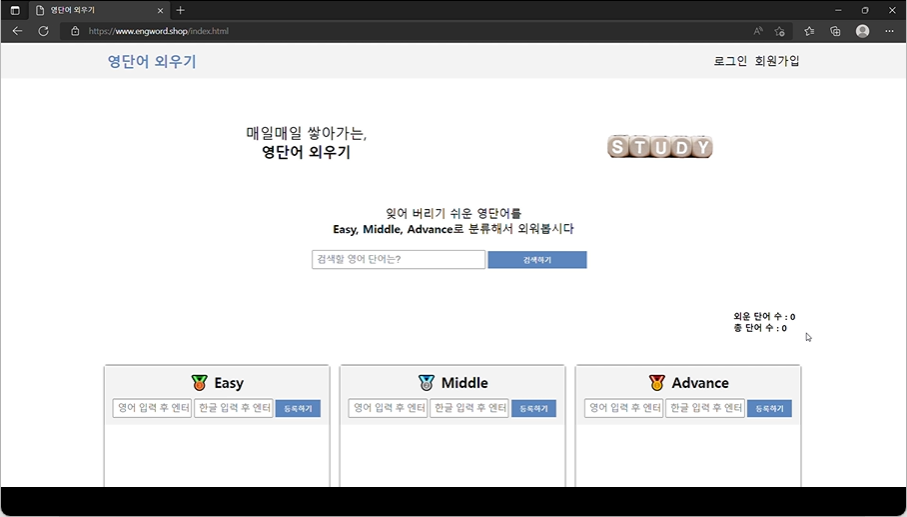 영단어 외우기
https://www.engword.shop/index.html
영단어 외우기
로그인 회원가입
매일매일 쌓아가는,
영단어 외우기
STUDY
잊어 버리기 쉬운 영단어를
Easy, Middle, Advance로 분류해서 외워봅시다
검색할 영어 단어는?
검색하기
외운 단어 수 : 0
총 단어 수 : 0
Easy
영어 입력 후 엔터 한글 입력 후 엔터 등록하기
Middle
영어 입력 후 엔터 한글 입력 후 엔터 등록하기
Advance
영어 입력 후 엔터 한글 입력 후 엔터 등록하기